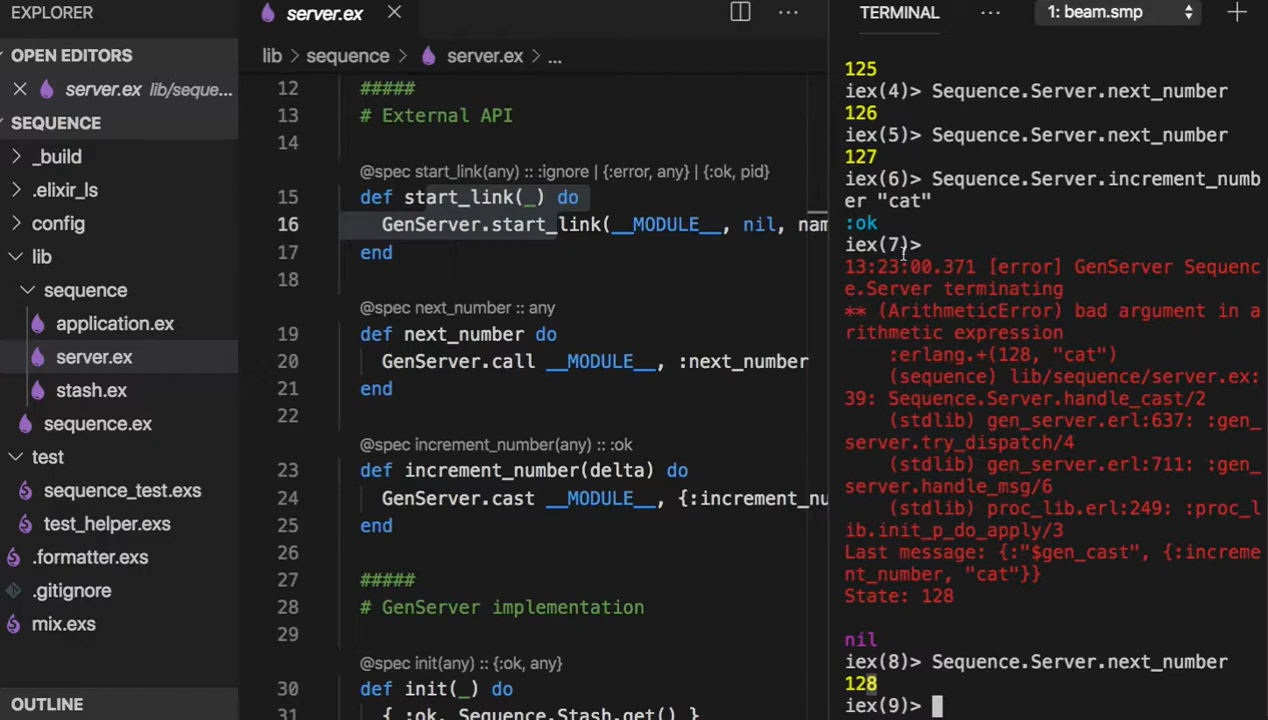 EXPLORER
OPEN EDITORS
server.ex lib/seque...
SEQUENCE
_build
.elixir_ls
config
lib
sequence
application.ex
server.ex
stash.ex
sequence.ex
test
sequence_test.exs
test_helper.exs
.formatter.exs
.gitignore
mix.exs
OUTLINE
server.ex
lib > sequence > server.ex > ...
12 #####
13 # External API
14
@spec start_link(any) :: :ignore | {:error, any} | {:ok, pid}
15 def start_link(_) do
16 GenServer.start_link(__MODULE__, nil, nam
17 end
18
@spec next_number :: any
19 def next_number do
20 GenServer.call __MODULE__, :next_number
21 end
22
@spec increment_number(any) :: :ok
23 def increment_number(delta) do
24 GenServer.cast __MODULE__, {:increment_nu
25 end
26
27 #####
28 # GenServer implementation
29
@spec init(any) :: {:ok, any}
30 def init(_) do
31 { :ok, Sequence.Stash.get() }
TERMINAL ... 1: beam.smp
125
iex(4)> Sequence.Server.next_number
126
iex(5)> Sequence.Server.next_number
127
iex(6)> Sequence.Server.increment_numb
er "cat"
:ok
iex(7)>
13:23:00.371 [error] GenServer Sequenc
e.Server terminating
** (ArithmeticError) bad argument in a
rithmetic expression
:erlang.+(128, "cat")
(sequence) lib/sequence/server.ex:
39: Sequence.Server.handle_cast/2
(stdlib) gen_server.erl:637: :gen_
server.try_dispatch/4
(stdlib) gen_server.erl:711: :gen_
server.handle_msg/6
(stdlib) proc_lib.erl:249: :proc_l
ib.init_p_do_apply/3
Last message: {:"$gen_cast", {:increme
nt_number, "cat"}}
State: 128
nil
iex(8)> Sequence.Server.next_number
128
iex(9)>